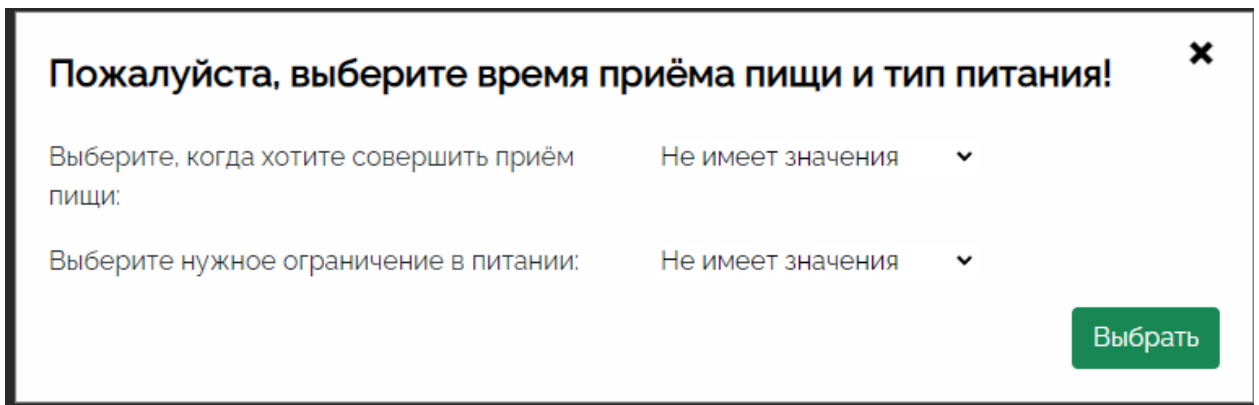 Пожалуйста, выберите время приёма пищи и тип питания!
Выберите, когда хотите совершить приём
пищи:
Не имеет значения
Выберите нужное ограничение в питании:
Не имеет значения
Выбрать